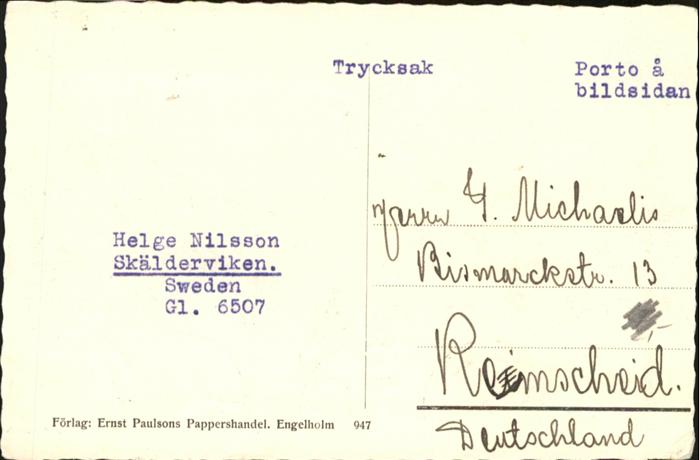 Trycksak
Porto å
bildsidan
Helge Nilsson
Skälderviken.
Sweden
Gl. 6507
Herrn G. Michaelis
Bismarckstr. 13
Remscheid.
Deutschland
Förlag: Ernst Paulsons Pappershandel. Engelholm 947